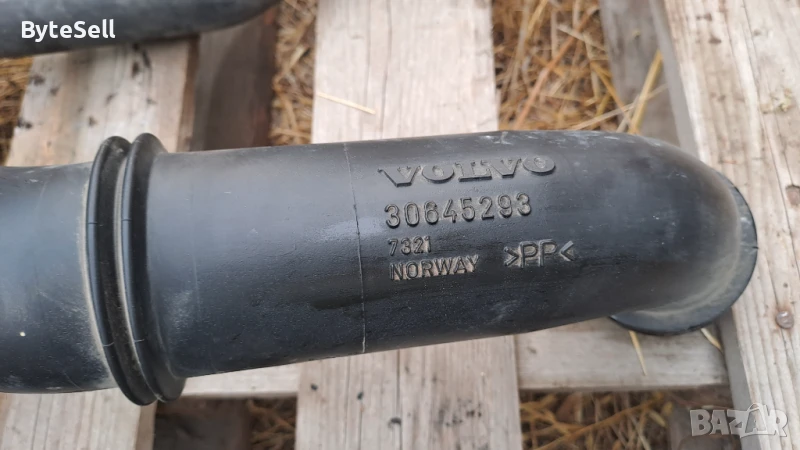 ByteSell
VOLVO
30645293
7321
NORWAY >PP<
BAZAR